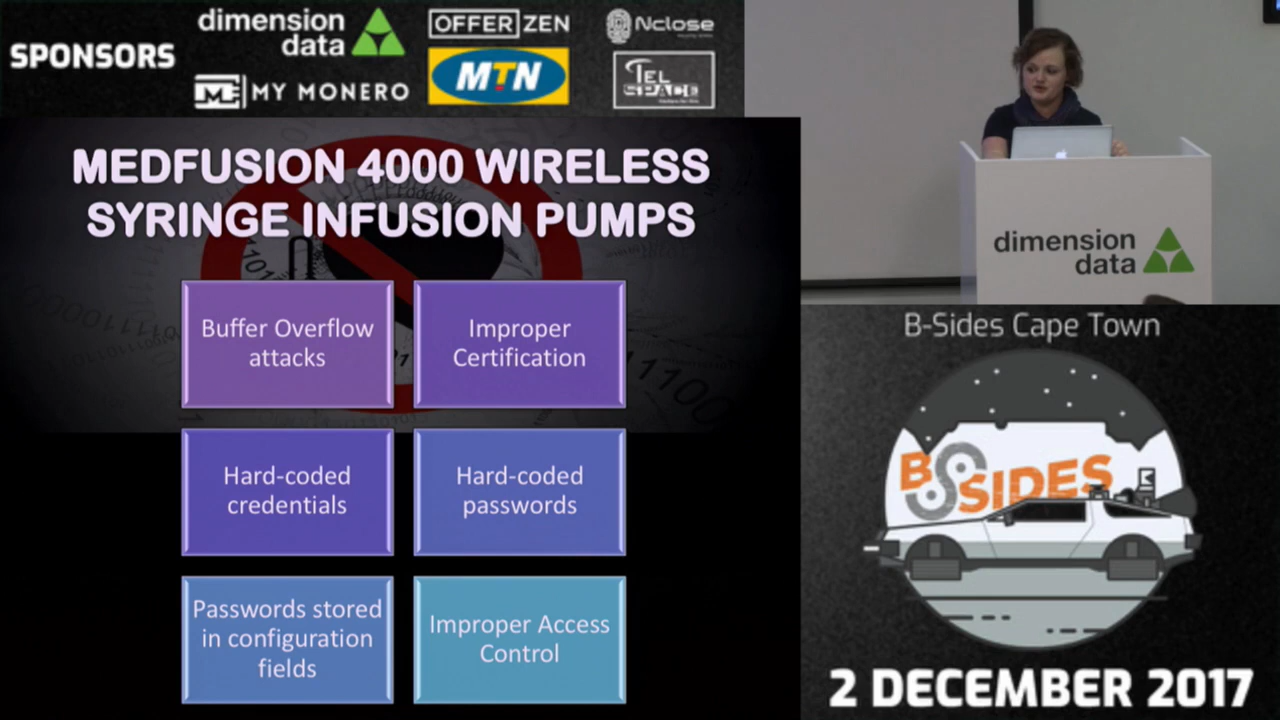 SPONSORS
dimension
data
OFFERZEN
Nclose
MY MONERO
MTN
TEL
SPACE
MEDFUSION 4000 WIRELESS
SYRINGE INFUSION PUMPS
Buffer Overflow
attacks
Improper
Certification
Hard-coded
credentials
Hard-coded
passwords
Passwords stored
in configuration
fields
Improper Access
Control
dimension
data
B-Sides Cape Town
B SIDES
2 DECEMBER 2017